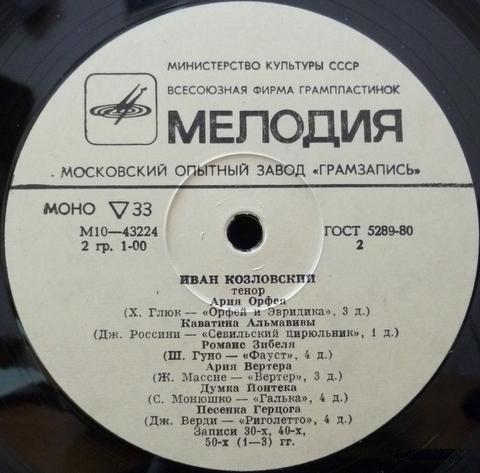 МИНИСТЕРСТВО КУЛЬТУРЫ СССР
ВСЕСОЮЗНАЯ ФИРМА ГРАМПЛАСТИНОК
МЕЛОДИЯ
МОСКОВСКИЙ ОПЫТНЫЙ ЗАВОД «ГРАМЗАПИСЬ»
МОНО ▽ 33
М10—43224
2 гр. 1-00
ГОСТ 5289-80
2
ИВАН КОЗЛОВСКИЙ
тенор
Ария Орфея
(Х. Глюк — «Орфей и Эвридика», 3 д.)
Каватина Альмавивы
(Дж. Россини — «Севильский цирюльник», 1 д.)
Романс Зибеля
(Ш. Гуно — «Фауст», 4 д.)
Ария Вертера
(Ж. Массне — «Вертер», 3 д.)
Думка Йонтека
(С. Монюшко — «Галька», 4 д.)
Песенка Герцога
(Дж. Верди — «Риголетто», 4 д.)
Записи 30-х, 40-х,
50-х (1—3) гг.